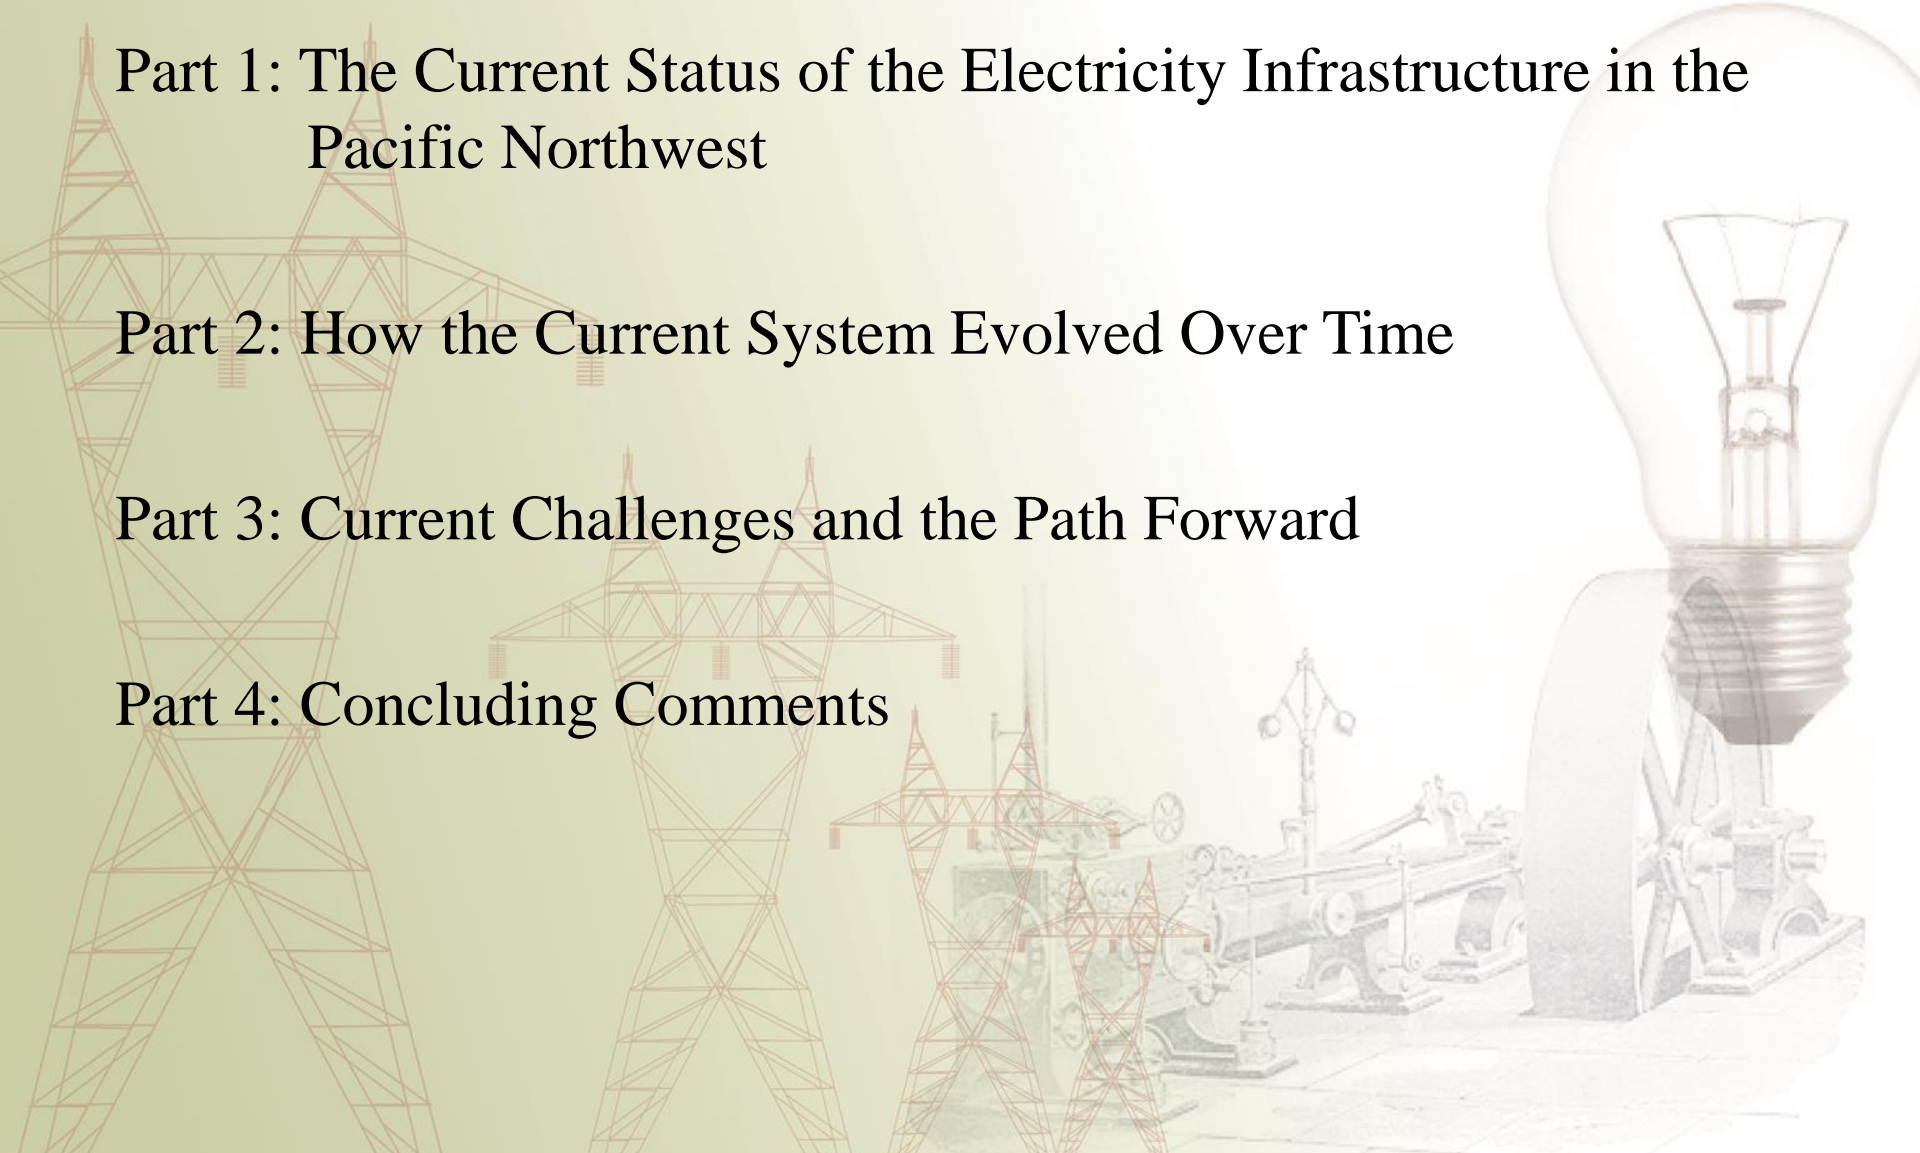 Part 1: The Current Status of the Electricity Infrastructure in the
Pacific Northwest
Part 2: How the Current System Evolved Over Time
Part 3: Current Challenges and the Path Forward
Part 4: Concluding Comments